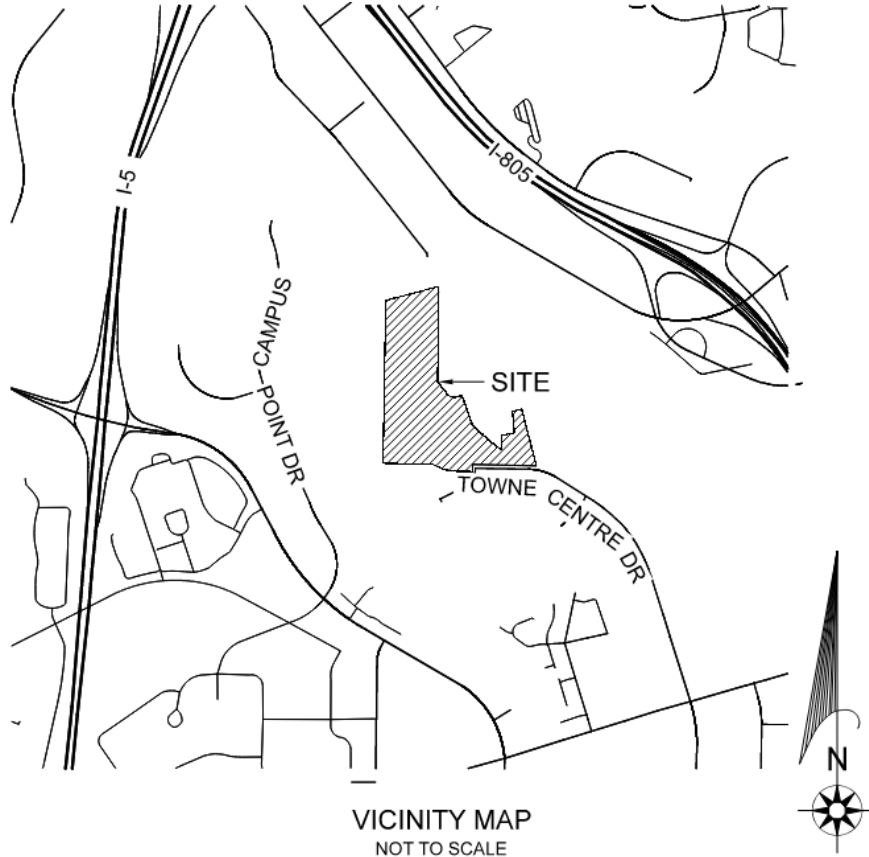 I-5
I-805
CAMPUS
POINT DR
SITE
TOWNE CENTRE DR
N
VICINITY MAP
NOT TO SCALE